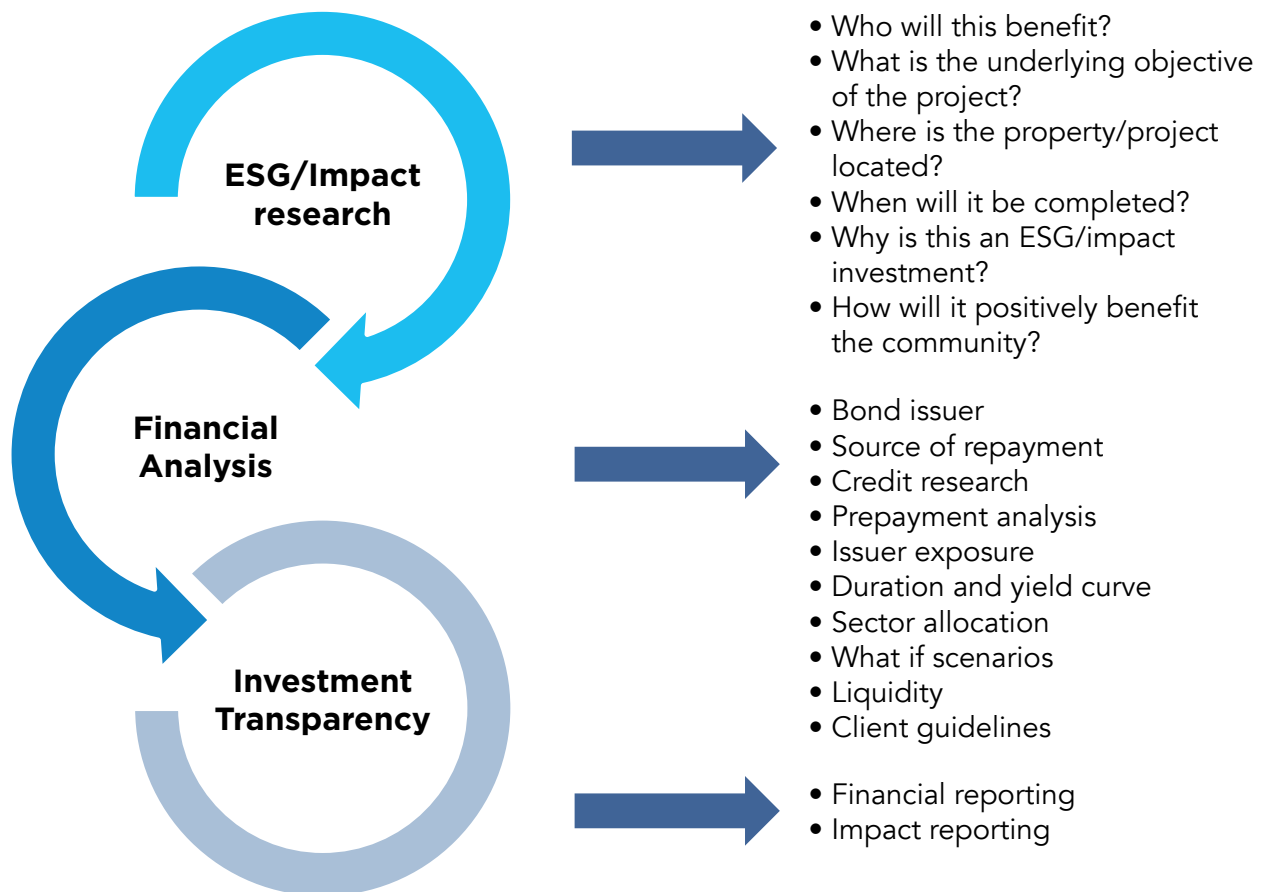 ESG/Impact
research
• Who will this benefit?
• What is the underlying objective
of the project?
• Where is the property/project
located?
• When will it be completed?
• Why is this an ESG/impact
investment?
• How will it positively benefit
the community?
Financial
Analysis
• Bond issuer
• Source of repayment
• Credit research
• Prepayment analysis
• Issuer exposure
• Duration and yield curve
• Sector allocation
• What if scenarios
• Liquidity
• Client guidelines
Investment
Transparency
• Financial reporting
• Impact reporting